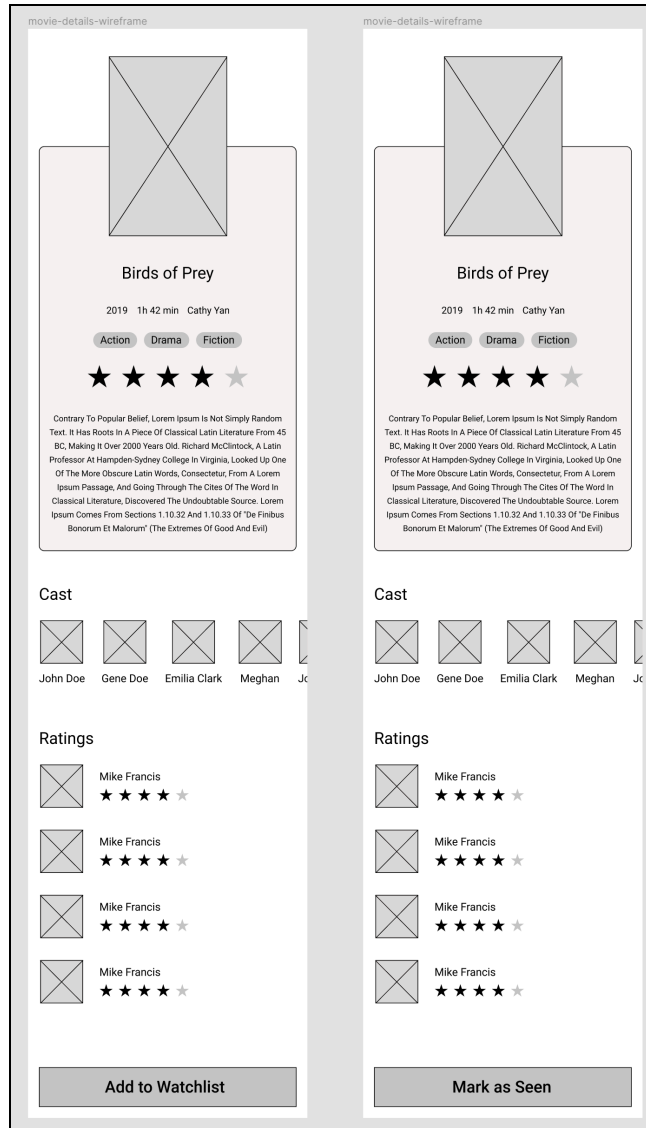 movie-details-wireframe
Birds of Prey
2019 1h 42 min Cathy Yan
Action Drama Fiction
Contrary To Popular Belief, Lorem Ipsum Is Not Simply Random
Text. It Has Roots In A Piece Of Classical Latin Literature From 45
BC, Making It Over 2000 Years Old. Richard McClintock, A Latin
Professor At Hampden-Sydney College In Virginia, Looked Up One
Of The More Obscure Latin Words, Consectetur, From A Lorem
Ipsum Passage, And Going Through The Cites Of The Word In
Classical Literature, Discovered The Undoubtable Source. Lorem
Ipsum Comes From Sections 1.10.32 And 1.10.33 Of "De Finibus
Bonorum Et Malorum" (The Extremes Of Good And Evil)
Cast
John Doe Gene Doe Emilia Clark Meghan
Ratings
Mike Francis
Mike Francis
Mike Francis
Mike Francis
Add to Watchlist
movie-details-wireframe
Birds of Prey
2019 1h 42 min Cathy Yan
Action Drama Fiction
Contrary To Popular Belief, Lorem Ipsum Is Not Simply Random
Text. It Has Roots In A Piece Of Classical Latin Literature From 45
BC, Making It Over 2000 Years Old. Richard McClintock, A Latin
Professor At Hampden-Sydney College In Virginia, Looked Up One
Of The More Obscure Latin Words, Consectetur, From A Lorem
Ipsum Passage, And Going Through The Cites Of The Word In
Classical Literature, Discovered The Undoubtable Source. Lorem
Ipsum Comes From Sections 1.10.32 And 1.10.33 Of "De Finibus
Bonorum Et Malorum" (The Extremes Of Good And Evil)
Cast
John Doe Gene Doe Emilia Clark Meghan
Ratings
Mike Francis
Mike Francis
Mike Francis
Mike Francis
Mark as Seen